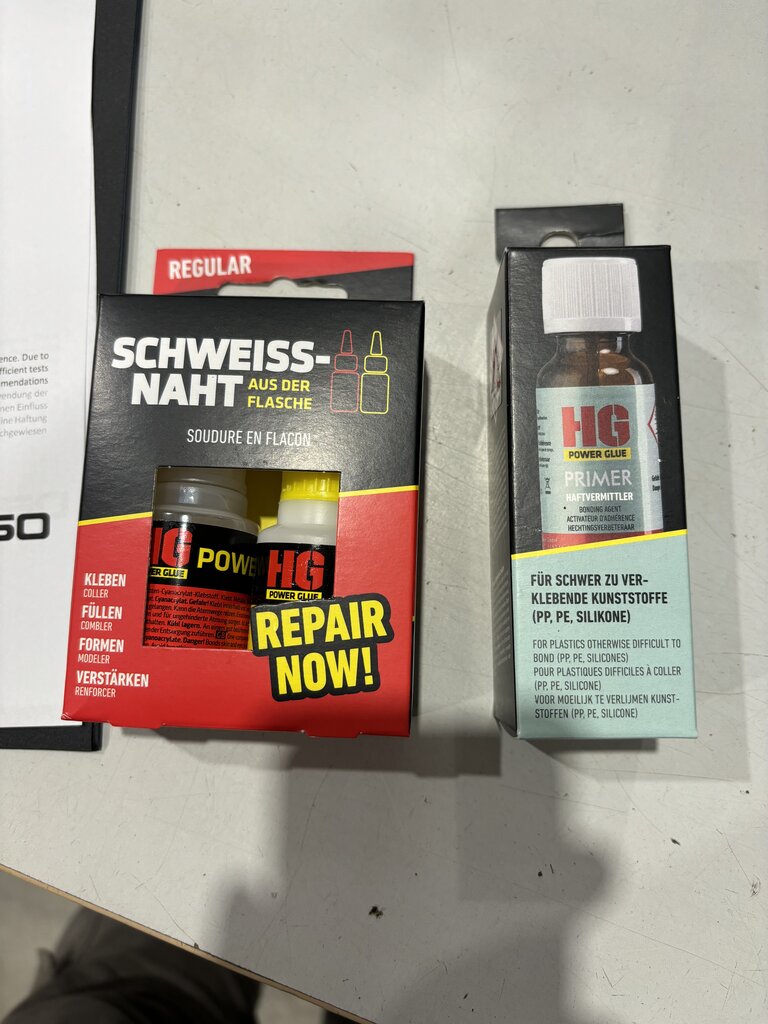 REGULAR
SCHWEISS-
NAHT AUS DER
FLASCHE
SOUDURE EN FLACON
HG
POWER GLUE
POWE
HG
POWER GLUE
KLEBEN
COLLER
FÜLLEN
COMBLER
FORMEN
MODELER
VERSTÄRKEN
RENFORCER
REPAIR
NOW!
HG
POWER GLUE
PRIMER
HAFTVERMITTLER
BONDING AGENT
ACTIVATEUR D'ADHÉRENCE
HECHTINGSVERBETERAAR
FÜR SCHWER ZU VER-
KLEBENDE KUNSTSTOFFE
(PP, PE, SILIKONE)
FOR PLASTICS OTHERWISE DIFFICULT TO
BOND (PP, PE, SILICONES)
POUR PLASTIQUES DIFFICILES À COLLER
(PP, PE, SILICONE)
VOOR MOEILIJK TE VERLIJMEN KUNST-
STOFFEN (PP, PE, SILICONE)
ence. Due to
fficient tests
mendations
wendung der
nen Einfluss
ine Haftung
chgewiesen